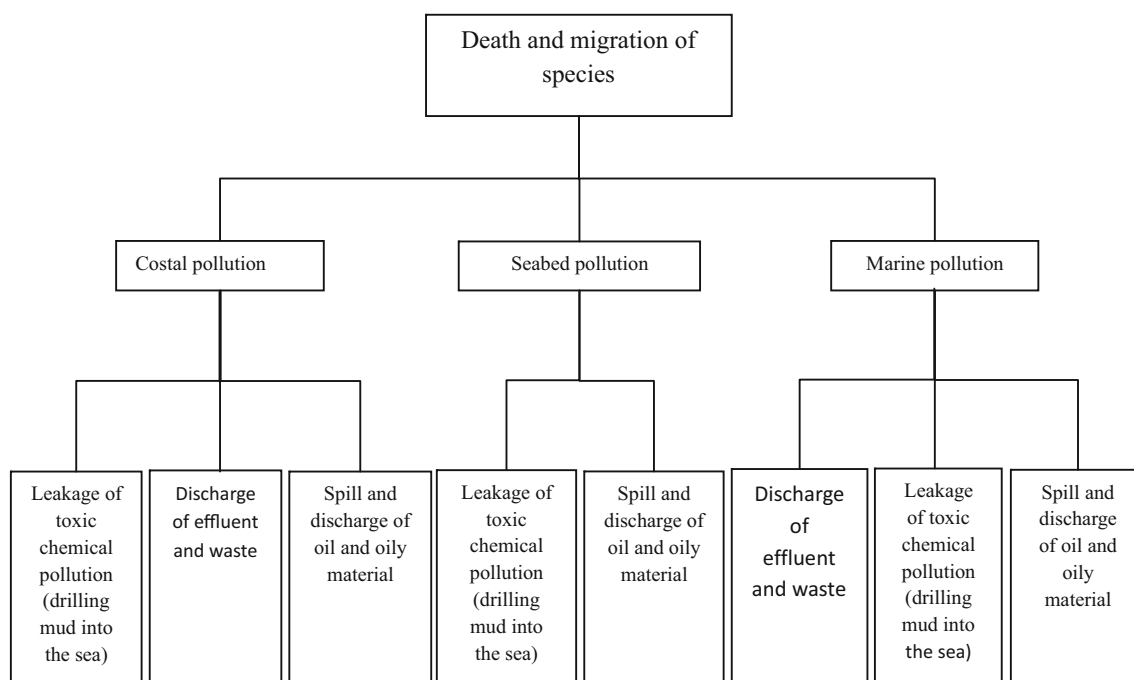 Death and migration of
species
Costal pollution
Seabed pollution
Marine pollution
Leakage of
toxic
chemical
pollution
(drilling
mud into
the sea)
Discharge
of effluent
and waste
Spill and
discharge of
oil and oily
material
Leakage of
toxic
chemical
pollution
(drilling
mud into
the sea)
Spill and
discharge of
oil and oily
material
Discharge
of
effluent
and waste
Leakage
of toxic
chemical
pollution
(drilling
mud into
the sea)
Spill and
discharge
of oil and
oily
material